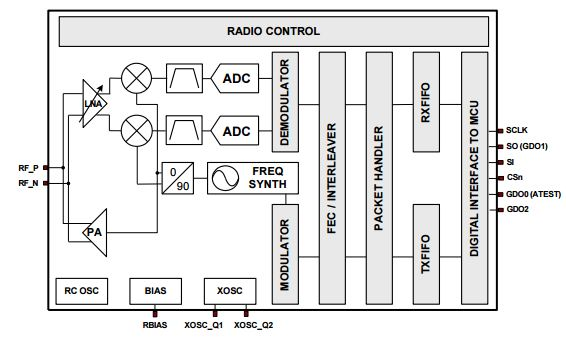 RADIO CONTROL
LNA
ADC
ADC
DEMODULATOR
FEC / INTERLEAVER
PACKET HANDLER
RXFIFO
DIGITAL INTERFACE TO MCU
SCLK
SO (GDO1)
SI
CSn
GDO0 (ATEST)
GDO2
RF_P
RF_N
0
90
FREQ
SYNTH
PA
MODULATOR
TXFIFO
RC OSC
BIAS
XOSC
RBIAS
XOSC_Q1
XOSC_Q2